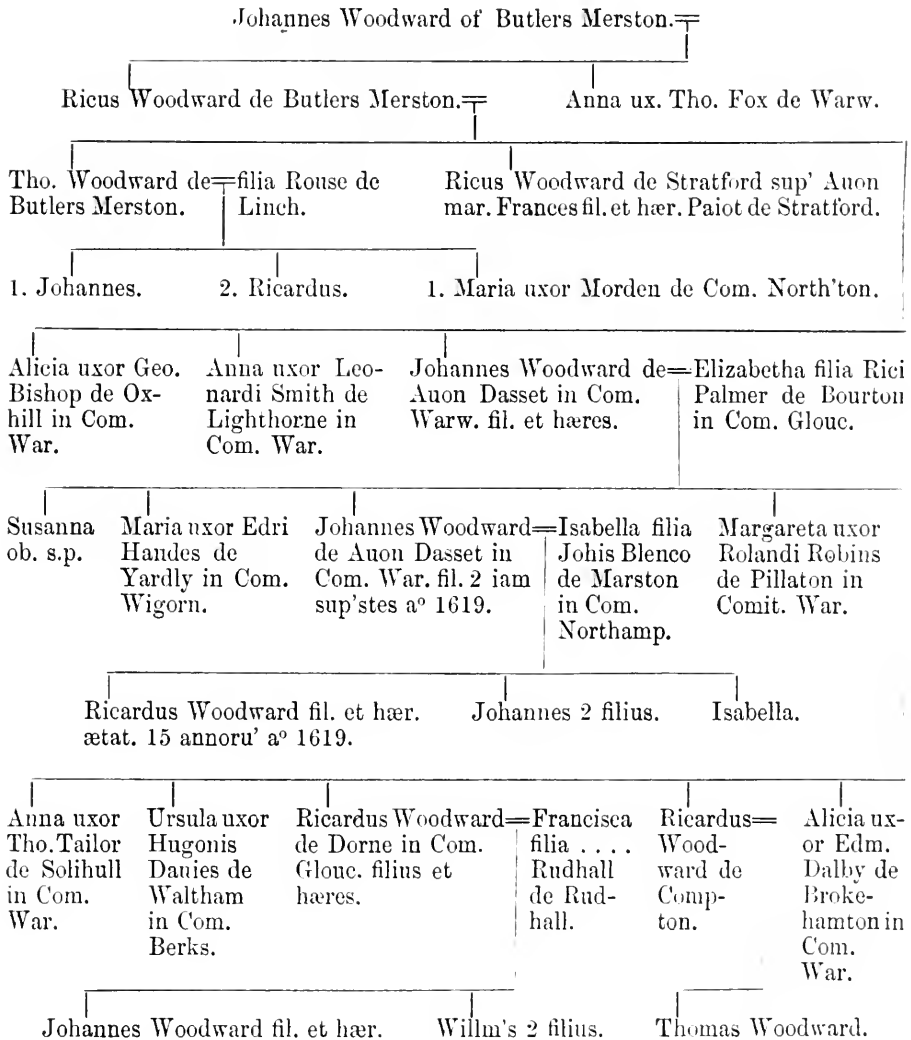 Johannes Woodward of Butlers Merston.
Ricus Woodward de Butlers Merston.
Anna ux. Tho. Fox de Warw.
Tho. Woodward de
Butlers Merston.
filia Rouse de
Linch.
Ricus Woodward de Stratford sup' Auon
mar. Frances fil. et hær. Paiot de Stratford.
1. Johannes.
2. Ricardus.
1. Maria uxor Morden de Com. North'ton.
Alicia uxor Geo.
Bishop de Ox-
hill in Com.
War.
Anna uxor Leo-
nardi Smith de
Lighthorne in
Com. War.
Johannes Woodward de
Auon Dasset in Com.
Warw. fil. et hæres.
Elizabetha filia Rici
Palmer de Bourton
in Com. Glouc.
Susanna
ob. s.p.
Maria uxor Edri
Handes de
Yardly in Com.
Wigorn.
Johannes Woodward
de Auon Dasset in
Com. War. fil. 2 iam
sup'stes aº 1619.
Isabella filia
Johis Blenco
de Marston
in Com.
Northamp.
Margareta uxor
Rolandi Robins
de Pillaton in
Comit. War.
Ricardus Woodward fil. et hær.
ætat. 15 annoru' aº 1619.
Johannes 2 filius.
Isabella.
Anna uxor
Tho. Tailor
de Solihull
in Com.
War.
Ursula uxor
Hugonis
Dauies de
Waltham
in Com.
Berks.
Ricardus Woodward
de Dorne in Com.
Glouc. filius et
hæres.
Francisca
filia ....
Rudhall
de Rud-
hall.
Ricardus
Wood-
ward de
Comp-
ton.
Alicia ux-
or Edm.
Dalby de
Broke-
hamton in
Com.
War.
Johannes Woodward fil. et hær.
Willm's 2 filius.
Thomas Woodward.